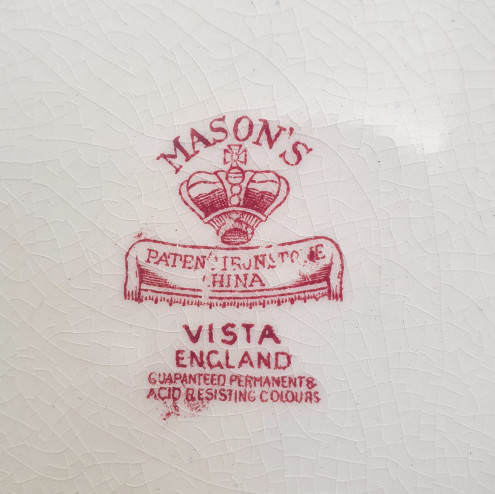 MASON'S
PATENT IRONSTONE
CHINA
VISTA
ENGLAND
GUARANTEED PERMANENT &
ACID RESISTING COLOURS